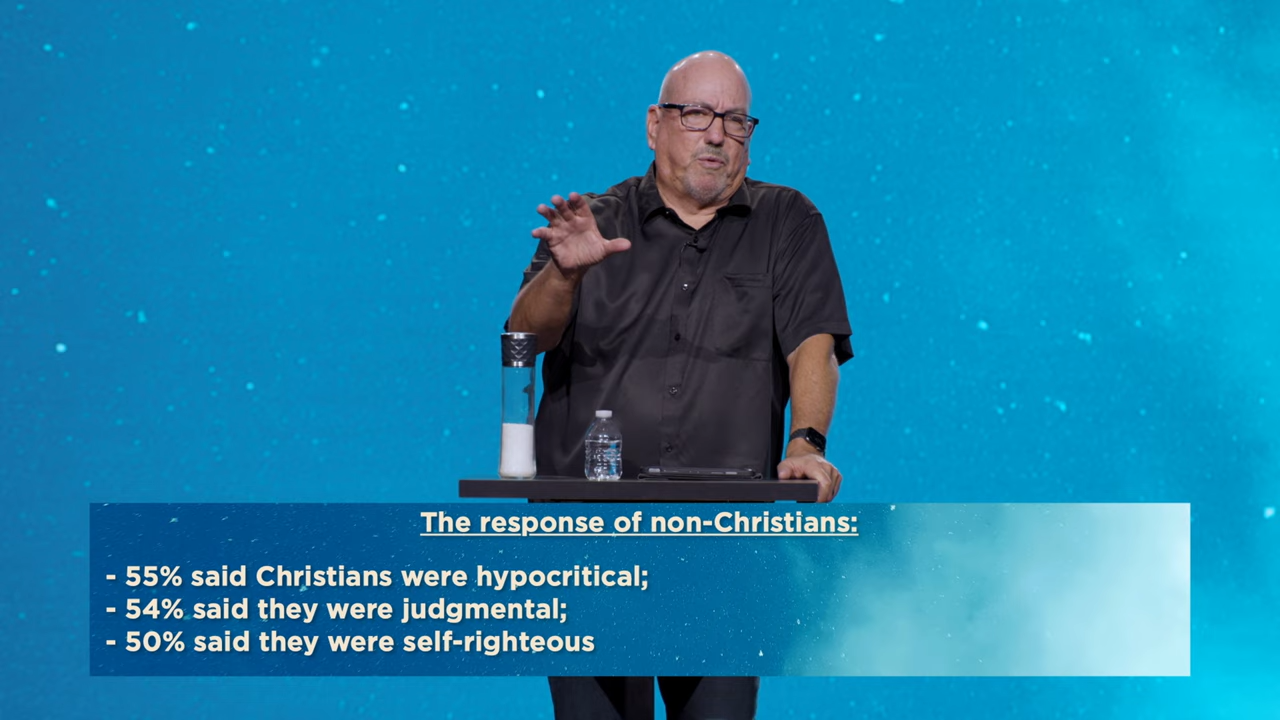 The response of non-Christians:
- 55% said Christians were hypocritical;
- 54% said they were judgmental;
- 50% said they were self-righteous